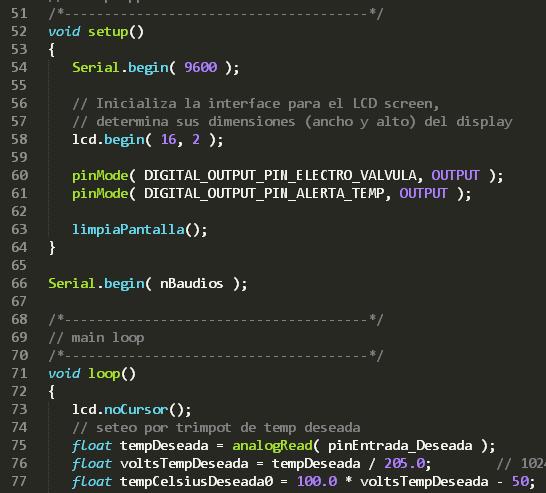 51 /*--------------------------------------*/
52 void setup()
53 {
54 Serial.begin( 9600 );
55
56 // Inicializa la interface para el LCD screen,
57 // determina sus dimensiones (ancho y alto) del display
58 lcd.begin( 16, 2 );
59
60 pinMode( DIGITAL_OUTPUT_PIN_ELECTRO_VALVULA, OUTPUT );
61 pinMode( DIGITAL_OUTPUT_PIN_ALERTA_TEMP, OUTPUT );
62
63 limpiaPantalla();
64 }
65
66 Serial.begin( nBaudios );
67
68 /*--------------------------------------*/
69 // main loop
70 /*--------------------------------------*/
71 void loop()
72 {
73 lcd.noCursor();
74 // seteo por trimpot de temp deseada
75 float tempDeseada = analogRead( pinEntrada_Deseada );
76 float voltsTempDeseada = tempDeseada / 205.0; // 1024
77 float tempCelsiusDeseada0 = 100.0 * voltsTempDeseada - 50;